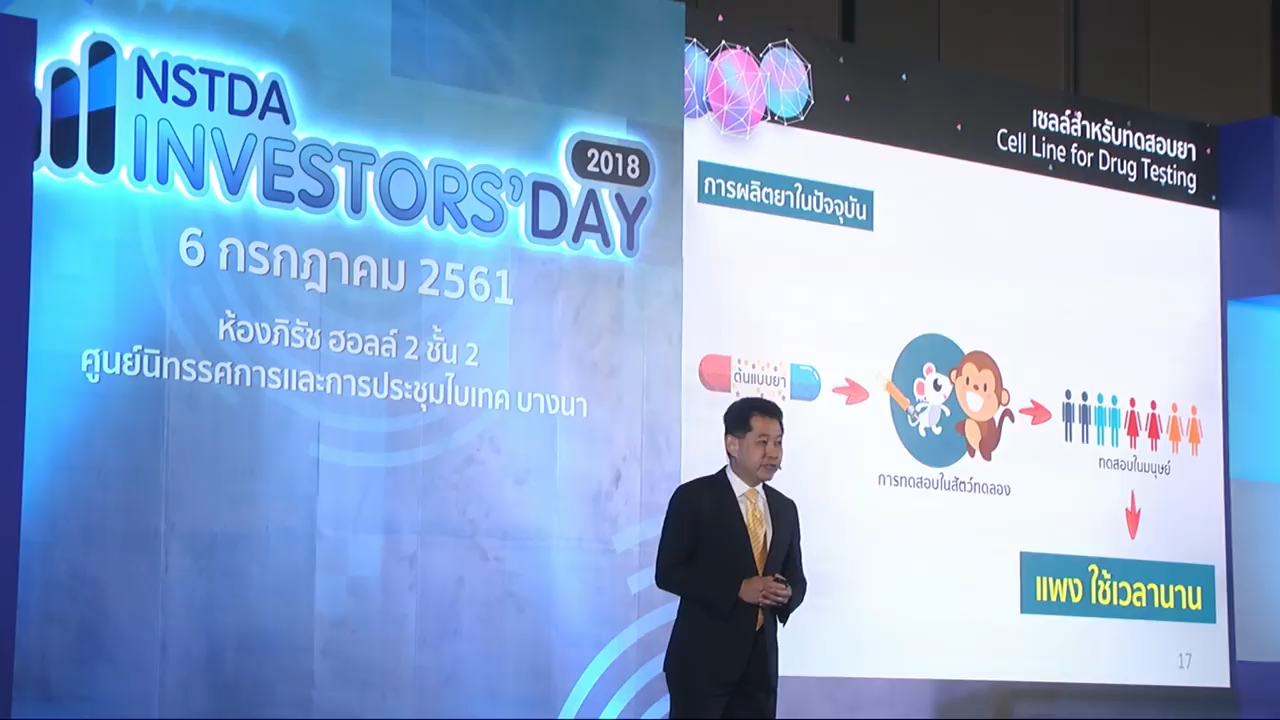 NSTDA
INVESTORS' DAY
2018
6 กรกฎาคม 2561
ห้องภิรัช ฮอลล์ 2 ชั้น 2
ศูนย์นิทรรศการและการประชุมไบเทค บางนา
เซลล์สำหรับทดสอบยา
Cell Line for Drug Testing
การผลิตยาในปัจจุบัน
ต้นแบบยา
การทดสอบในสัตว์ทดลอง
ทดสอบในมนุษย์
แพง ใช้เวลานาน
17